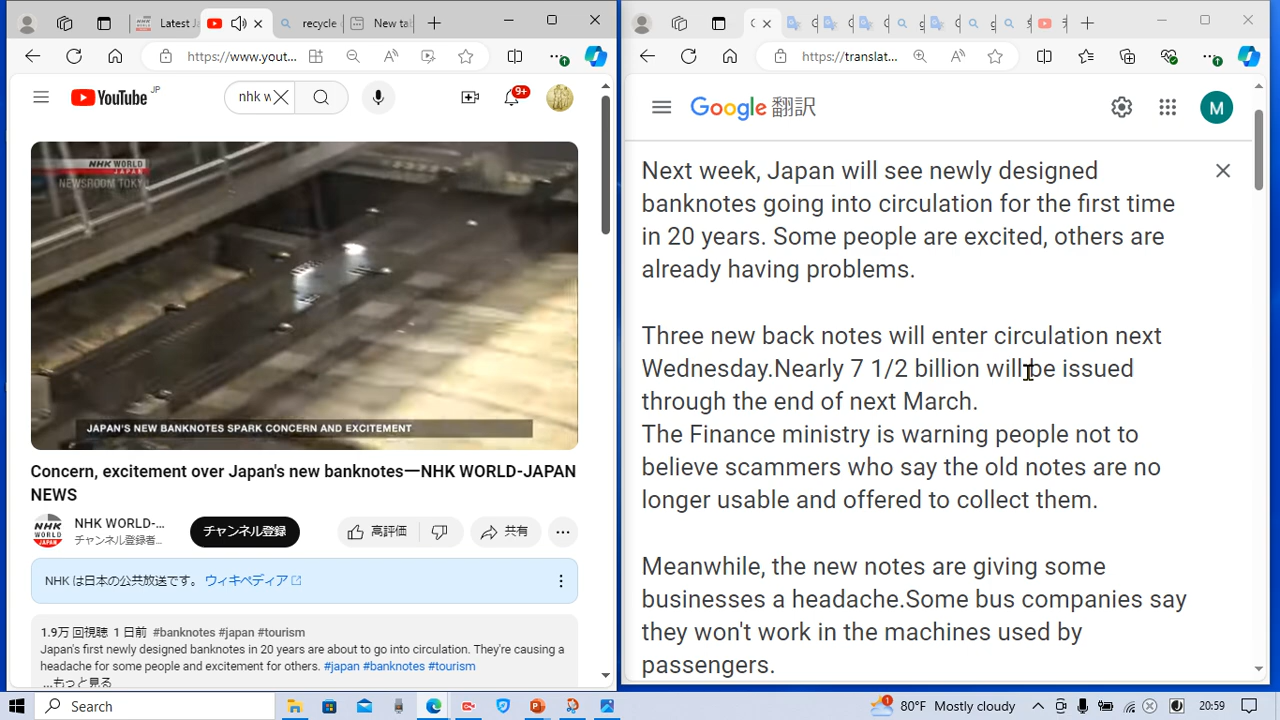 Latest J
recycle
New ta
https://www.yout...
https://translat...
YouTube JP
nhk w
9+
Google 翻訳
M
NHK WORLD
JAPAN
NEWSROOM TOKYO
JAPAN'S NEW BANKNOTES SPARK CONCERN AND EXCITEMENT
Concern, excitement over Japan's new banknotes—NHK WORLD-JAPAN
NEWS
NHK WORLD-...
チャンネル登録者...
チャンネル登録
高評価
共有
NHK は日本の公共放送です。 ウィキペディア
1.9万 回視聴 1 日前 #banknotes #japan #tourism
Japan's first newly designed banknotes in 20 years are about to go into circulation. They're causing a
headache for some people and excitement for others. #japan #banknotes #tourism
...もっと見る
Next week, Japan will see newly designed
banknotes going into circulation for the first time
in 20 years. Some people are excited, others are
already having problems.
Three new back notes will enter circulation next
Wednesday.Nearly 7 1/2 billion will be issued
through the end of next March.
The Finance ministry is warning people not to
believe scammers who say the old notes are no
longer usable and offered to collect them.
Meanwhile, the new notes are giving some
businesses a headache.Some bus companies say
they won't work in the machines used by
passengers.
Search
80°F Mostly cloudy
20:59